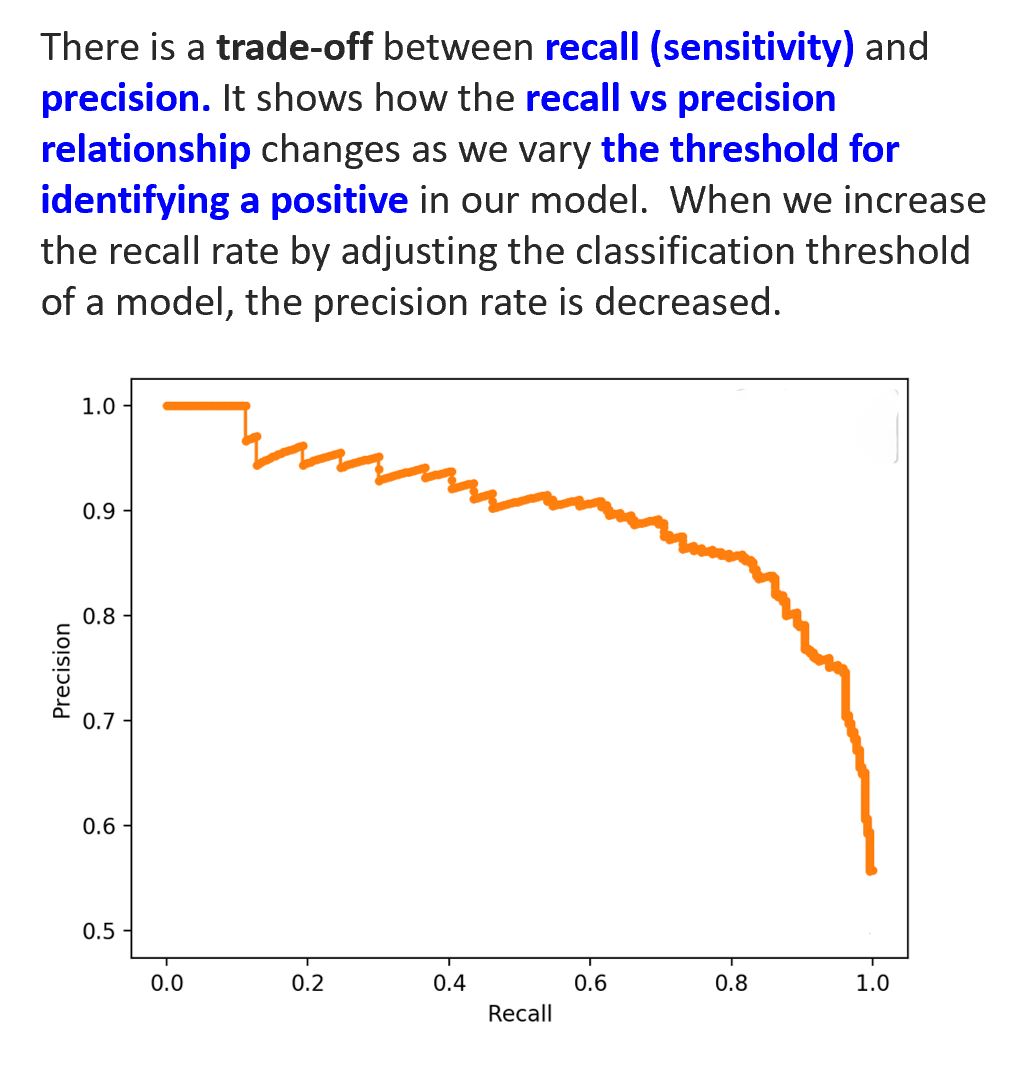 There is a trade-off between recall (sensitivity) and
precision. It shows how the recall vs precision
relationship changes as we vary the threshold for
identifying a positive in our model.  When we increase
the recall rate by adjusting the classification threshold
of a model, the precision rate is decreased.
1.0
0.9
0.8
0.7
0.6
0.5
Precision
0.0 0.2 0.4 0.6 0.8 1.0
Recall